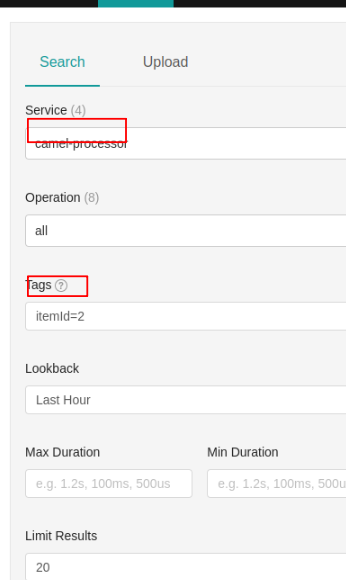 Search Upload
Service (4)
camel-processor
Operation (8)
all
Tags ?
itemId=2
Lookback
Last Hour
Max Duration Min Duration
e.g. 1.2s, 100ms, 500us e.g. 1.2s, 100ms, 500u
Limit Results
20